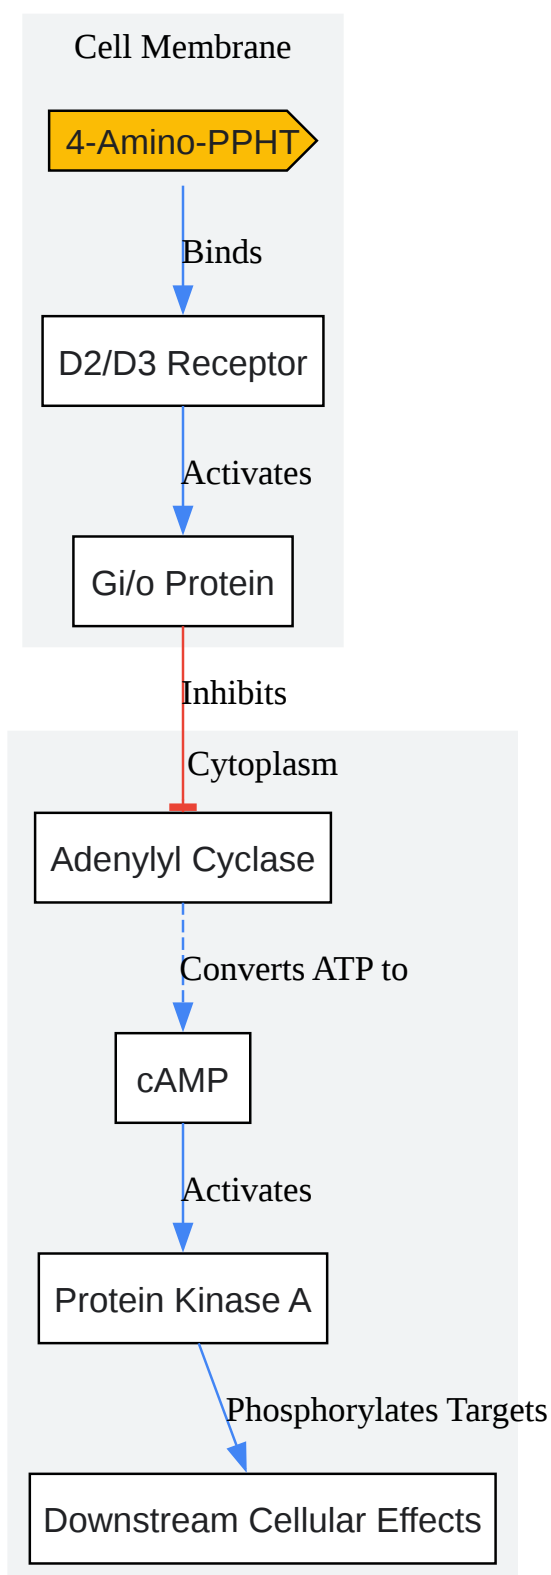 Cell Membrane
4-Amino-PPHT
Binds
D2/D3 Receptor
Activates
Gi/o Protein
Inhibits
Cytoplasm
Adenylyl Cyclase
Converts ATP to
cAMP
Activates
Protein Kinase A
Phosphorylates Targets
Downstream Cellular Effects